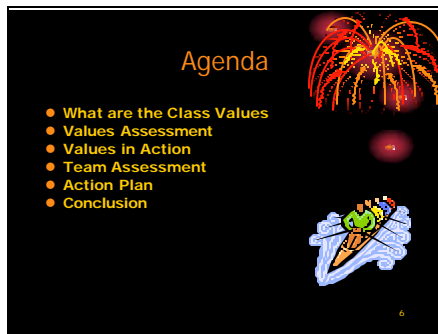 Agenda
What are the Class Values
Values Assessment
Values in Action
Team Assessment
Action Plan
Conclusion
6